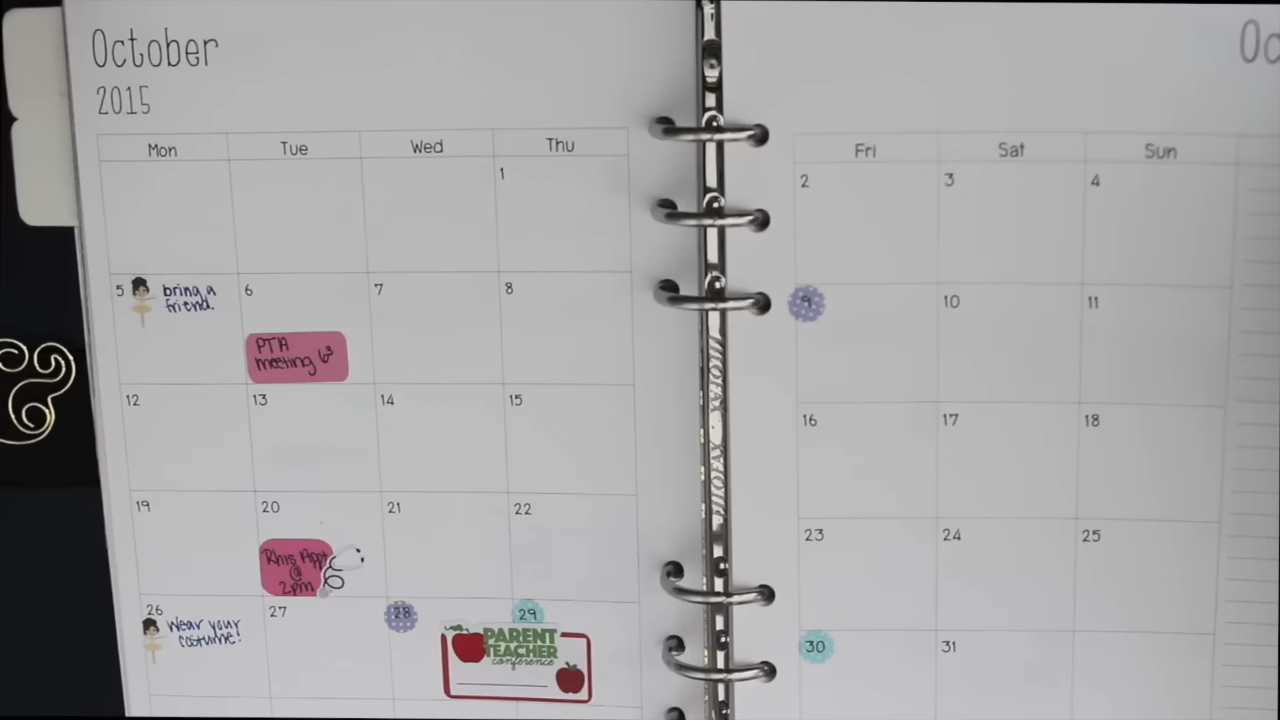 October
2015
Oc
Mon Tue Wed Thu Fri Sat Sun
1 2 3 4
5 6 7 8 9 10 11
bring a
friend.
PTA
meeting 6³
12 13 14 15 16 17 18
19 20 21 22 23 24 25
Rhis Appt
@
2pm
26 27 28 29 30 31
Wear your
costume!
PARENT
TEACHER
conference